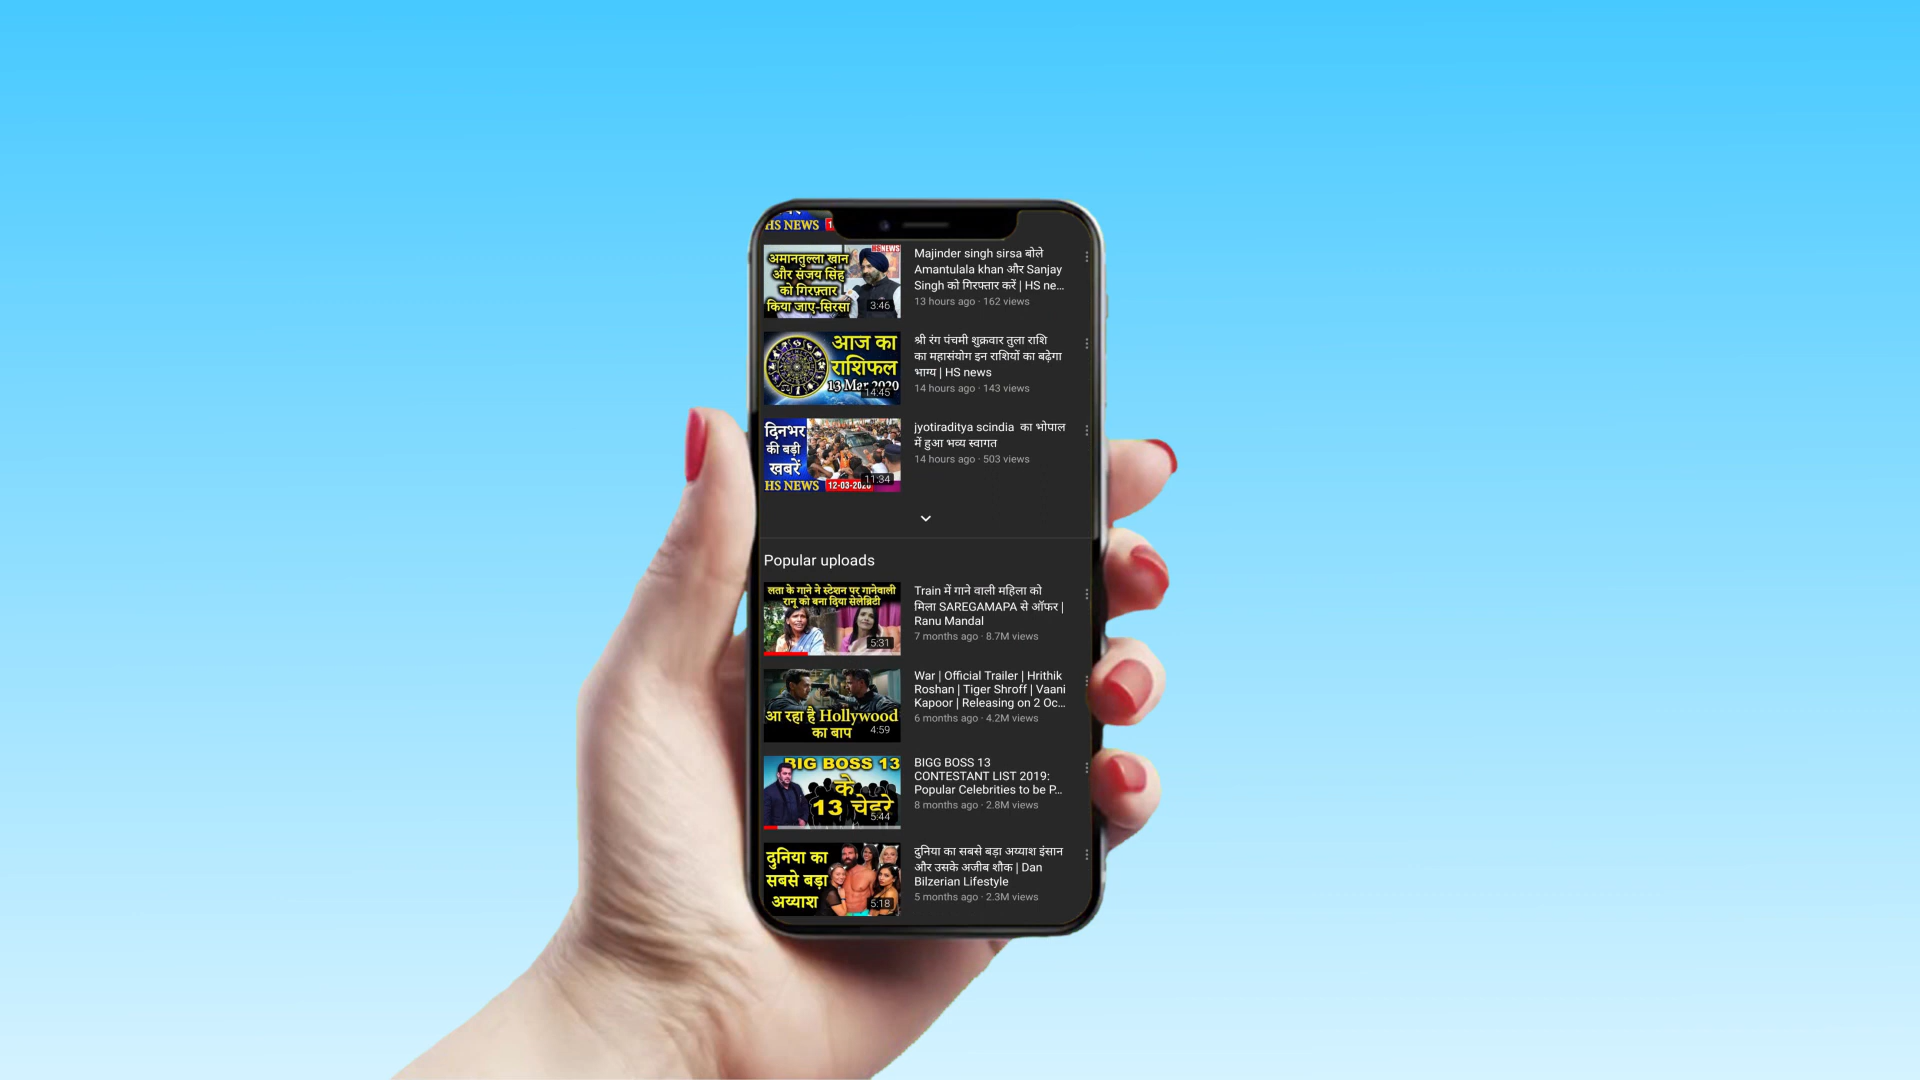 HS NEWS
HS NEWS
अमानतुल्ला खान
और संजय सिंह
को गिरफ़्तार
किया जाए-सिरसा
3:46
Majinder singh sirsa बोले
Amantulala khan और Sanjay
Singh को गिरफ्तार करें | HS ne...
13 hours ago · 162 views
आज का
राशिफल
13 Mar 2020
14:45
श्री रंग पंचमी शुक्रवार तुला राशि
का महासंयोग इन राशियों का बढ़ेगा
भाग्य | HS news
14 hours ago · 143 views
दिनभर
की बड़ी
खबरें
HS NEWS
12-03-2020
11:34
jyotiraditya scindia का भोपाल
में हुआ भव्य स्वागत
14 hours ago · 503 views
Popular uploads
लता के गाने ने स्टेशन पर गानेवाली
रानू को बना दिया सेलेब्रिटी
5:31
Train में गाने वाली महिला को
मिला SAREGAMAPA से ऑफर |
Ranu Mandal
7 months ago · 8.7M views
आ रहा है Hollywood
का बाप
4:59
War | Official Trailer | Hrithik
Roshan | Tiger Shroff | Vaani
Kapoor | Releasing on 2 Oc...
6 months ago · 4.2M views
BIG BOSS 13
के
13 चेहरे
5:44
BIGG BOSS 13
CONTESTANT LIST 2019:
Popular Celebrities to be P...
8 months ago · 2.8M views
दुनिया का
सबसे बड़ा
अय्याश
5:18
दुनिया का सबसे बड़ा अय्याश इंसान
और उसके अजीब शौक | Dan
Bilzerian Lifestyle
5 months ago · 2.3M views